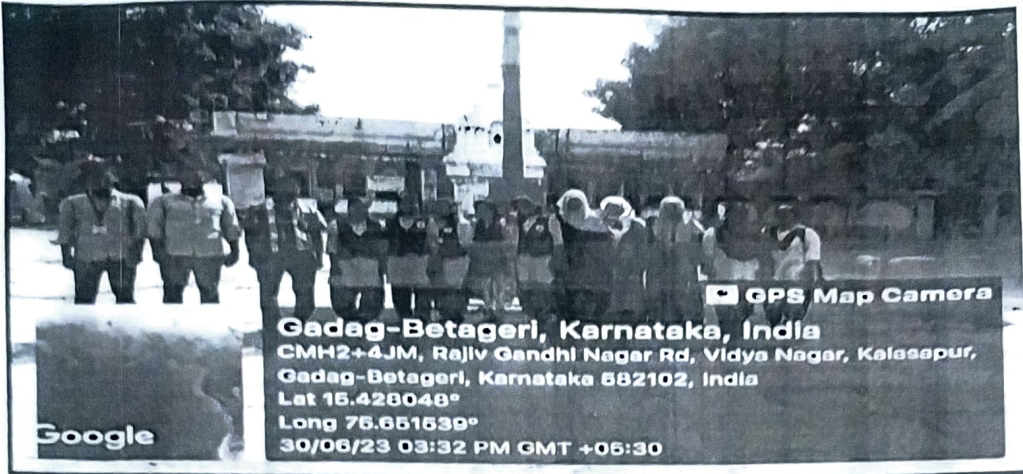 GPS Map Camera
Gadag-Betageri, Karnataka, India
CMH2+4JM, Rajiv Gandhi Nagar Rd, Vidya Nagar, Kalasapur,
Gadag-Betageri, Karnataka 582102, India
Lat 15.428048°
Long 75.651539°
30/06/23 03:32 PM GMT +05:30
Google